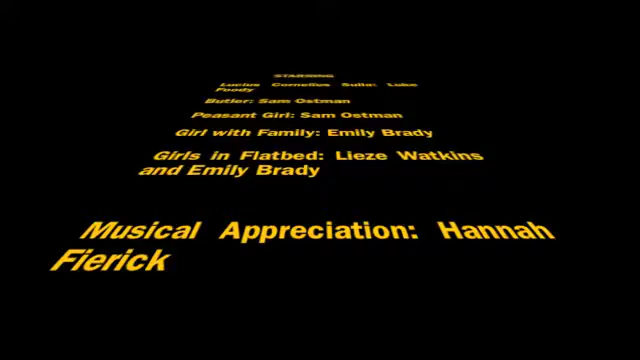 STARRING
Lucius Cornelius Sulla: Luke
Foody
Butler: Sam Ostman
Peasant Girl: Sam Ostman
Girl with Family: Emily Brady
Girls in Flatbed: Lieze Watkins
and Emily Brady
Musical Appreciation: Hannah
Fierick